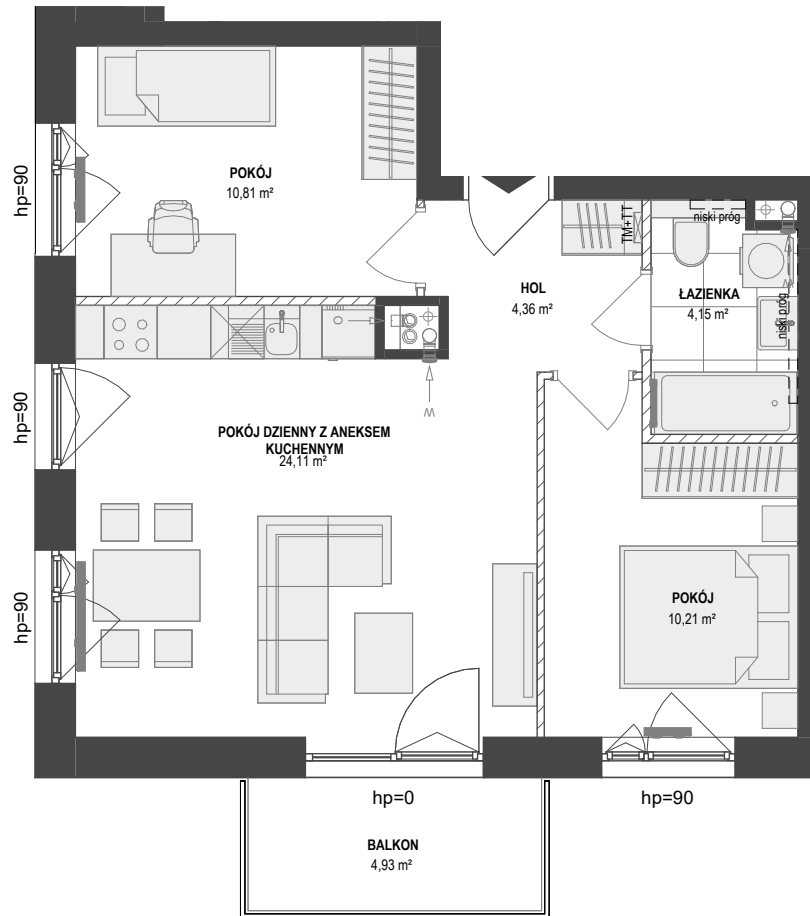 hp=90
POKÓJ
10,81 m²
TM+TT
niski próg
HOL
4,36 m²
ŁAZIENKA
4,15 m²
niski próg
W
W
hp=90
POKÓJ DZIENNY Z ANEKSEM
KUCHENNYM
24,11 m²
hp=90
POKÓJ
10,21 m²
hp=0
hp=90
BALKON
4,93 m²